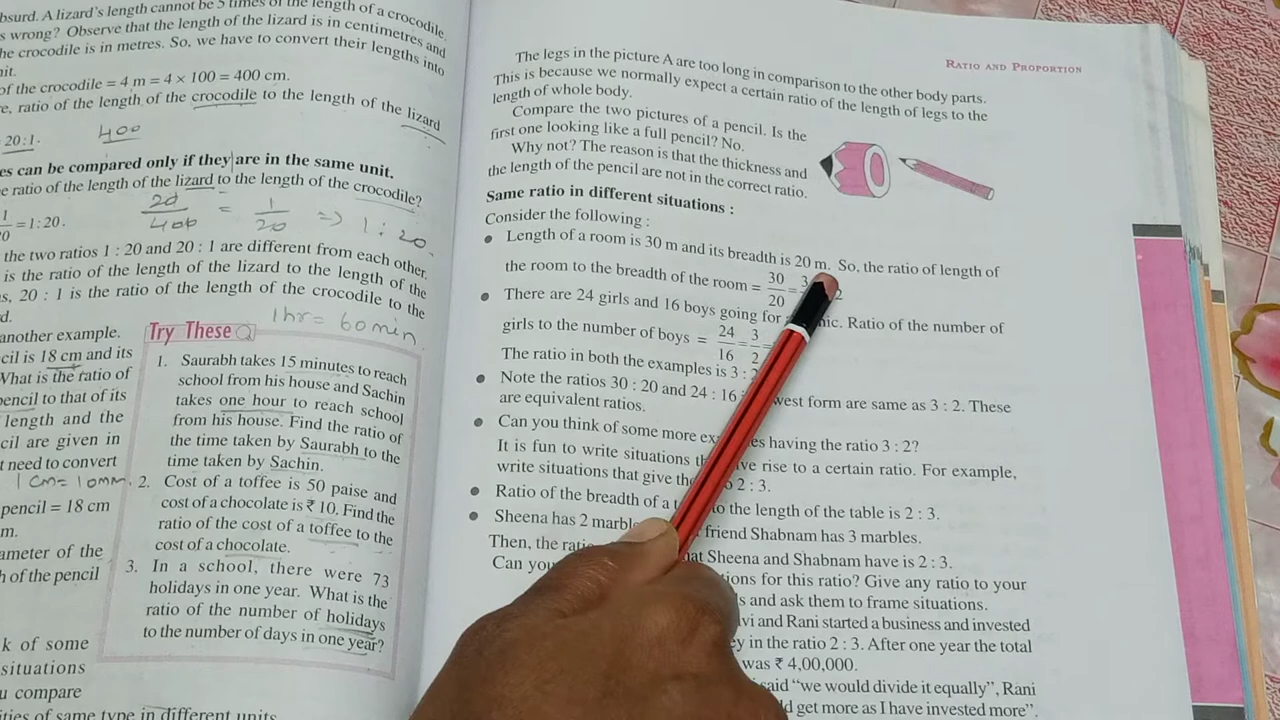 bsurd. A lizard's length cannot be 5 times of the length of a crocodile.
s wrong? Observe that the length of the lizard is in centimetres and
he crocodile is in metres. So, we have to convert their lengths into
nit.
of the crocodile = 4 m = 4 × 100 = 400 cm.
e, ratio of the length of the crocodile to the length of the lizard
20:1.
400
es can be compared only if they are in the same unit.
e ratio of the length of the lizard to the length of the crocodile?
1/20 = 1:20.
20/400 = 1/20 => 1:20
the two ratios 1 : 20 and 20 : 1 are different from each other.
is the ratio of the length of the lizard to the length of the
s, 20 : 1 is the ratio of the length of the crocodile to the
d.
1hr = 60min
another example.
cil is 18 cm and its
What is the ratio of
encil to that of its
length and the
cil are given in
t need to convert
1cm=10mm.
pencil = 18 cm
m.
ameter of the
h of the pencil
k of some
situations
u compare
ities of same type in different units
Try These
1. Saurabh takes 15 minutes to reach
school from his house and Sachin
takes one hour to reach school
from his house. Find the ratio of
the time taken by Saurabh to the
time taken by Sachin.
2. Cost of a toffee is 50 paise and
cost of a chocolate is ₹ 10. Find the
ratio of the cost of a toffee to the
cost of a chocolate.
3. In a school, there were 73
holidays in one year. What is the
ratio of the number of holidays
to the number of days in one year?
RATIO AND PROPORTION
The legs in the picture A are too long in comparison to the other body parts.
This is because we normally expect a certain ratio of the length of legs to the
length of whole body.
Compare the two pictures of a pencil. Is the
first one looking like a full pencil? No.
Why not? The reason is that the thickness and
the length of the pencil are not in the correct ratio.
Same ratio in different situations :
Consider the following :
• Length of a room is 30 m and its breadth is 20 m. So, the ratio of length of
the room to the breadth of the room = 30/20 = 3 2
• There are 24 girls and 16 boys going for nic. Ratio of the number of
girls to the number of boys = 24/16 = 3/2 =
The ratio in both the examples is 3 : 2
• Note the ratios 30 : 20 and 24 : 16 west form are same as 3 : 2. These
are equivalent ratios.
• Can you think of some more ex es having the ratio 3 : 2?
It is fun to write situations th ve rise to a certain ratio. For example,
write situations that give the o 2 : 3.
• Ratio of the breadth of a t to the length of the table is 2 : 3.
• Sheena has 2 marbl friend Shabnam has 3 marbles.
Then, the ratio hat Sheena and Shabnam have is 2 : 3.
Can you tions for this ratio? Give any ratio to your
s and ask them to frame situations.
vi and Rani started a business and invested
ey in the ratio 2 : 3. After one year the total
was ₹ 4,00,000.
said “we would divide it equally”, Rani
d get more as I have invested more”.